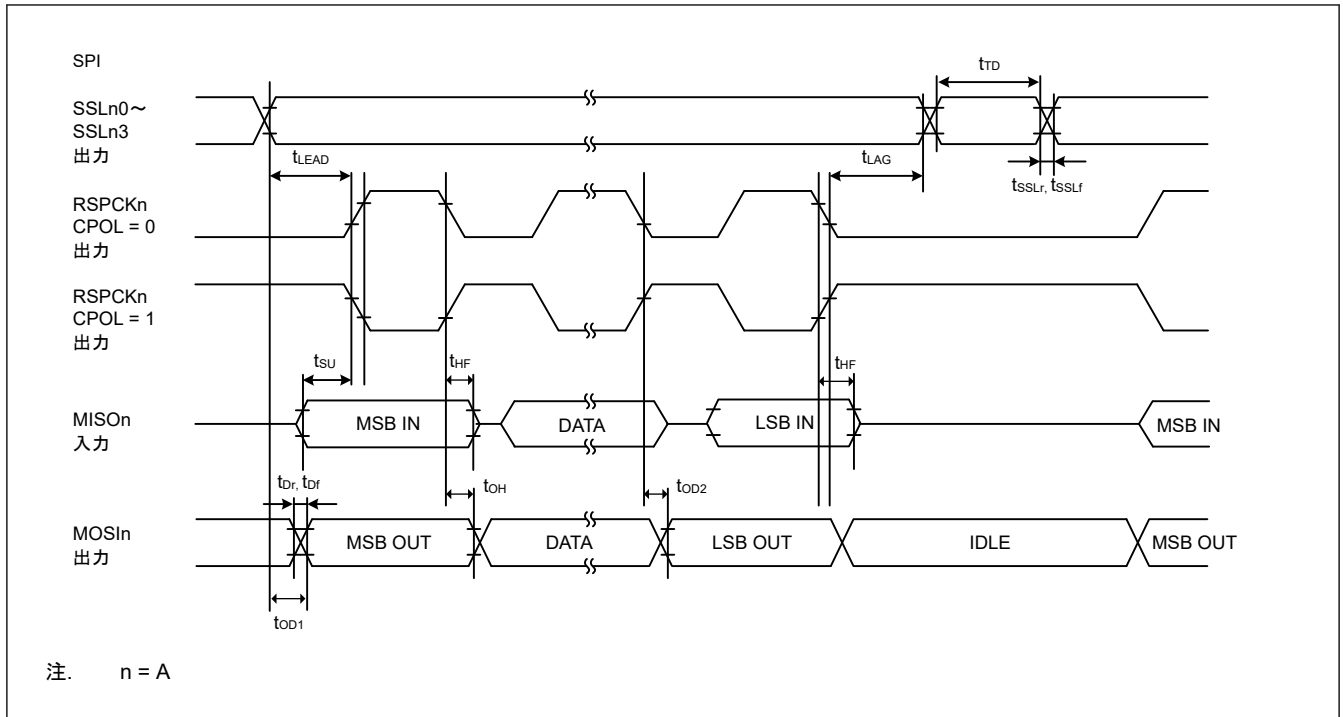 SPI
tTD
SSLn0～
SSLn3
出力
tLEAD
tLAG
tSSLr, tSSLf
RSPCKn
CPOL = 0
出力
RSPCKn
CPOL = 1
出力
tSU
tHF
tHF
MISOn
入力
MSB IN
DATA
LSB IN
MSB IN
tDr, tDf
tOH
tOD2
MOSIn
出力
MSB OUT
DATA
LSB OUT
IDLE
MSB OUT
tOD1
注. n = A